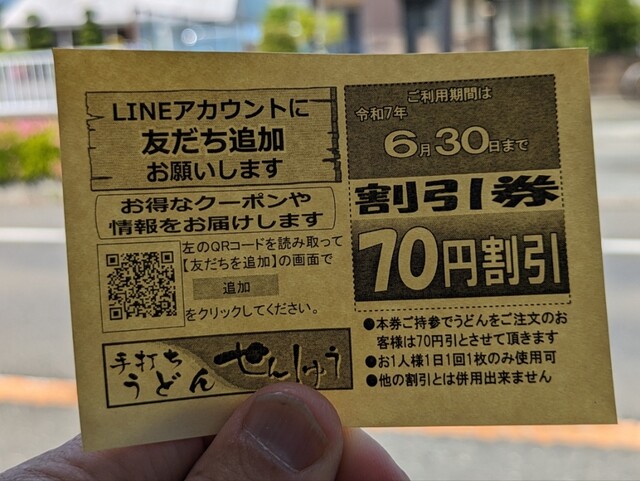 LINEアカウントに
友だち追加
お願いします
お得なクーポンや
情報をお届けします
左のQRコードを読み取って
【友だちを追加】の画面で
追加
をクリックしてください。
手打ち
うどん せんしゅう
ご利用期間は
令和7年
6月30日まで
割引券
70円割引
●本券ご持参でうどんをご注文のお
客様は70円引とさせて頂きます
●お1人様1日1回1枚のみ使用可
●他の割引とは併用出来ません